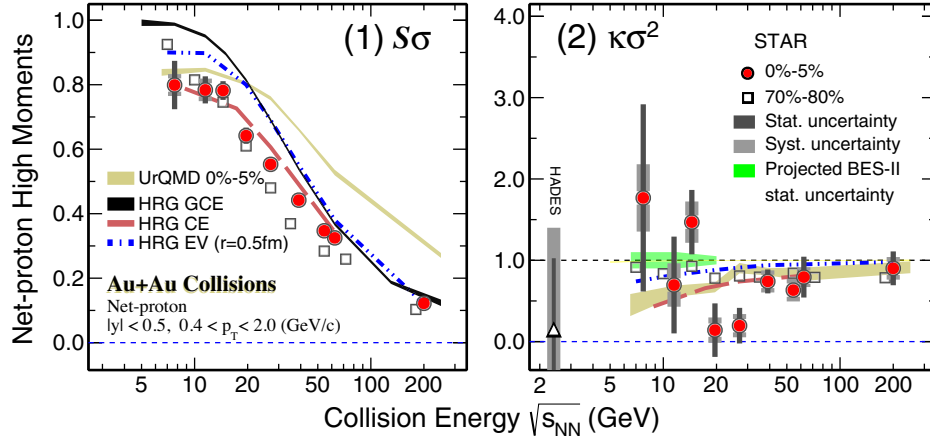 Net-proton High Moments
1.0
0.8
0.6
0.4
0.2
0.0
(1) Sσ
UrQMD 0%-5%
HRG GCE
HRG CE
HRG EV (r=0.5fm)
Au+Au Collisions
Net-proton
|y| < 0.5, 0.4 < p_T < 2.0 (GeV/c)
5 10 20 50 100 200
(2) κσ²
STAR
0%-5%
70%-80%
Stat. uncertainty
Syst. uncertainty
Projected BES-II
stat. uncertainty
HADES
4.0
3.0
2.0
1.0
0.0
2 5 10 20 50 100 200
Collision Energy √s_NN (GeV)